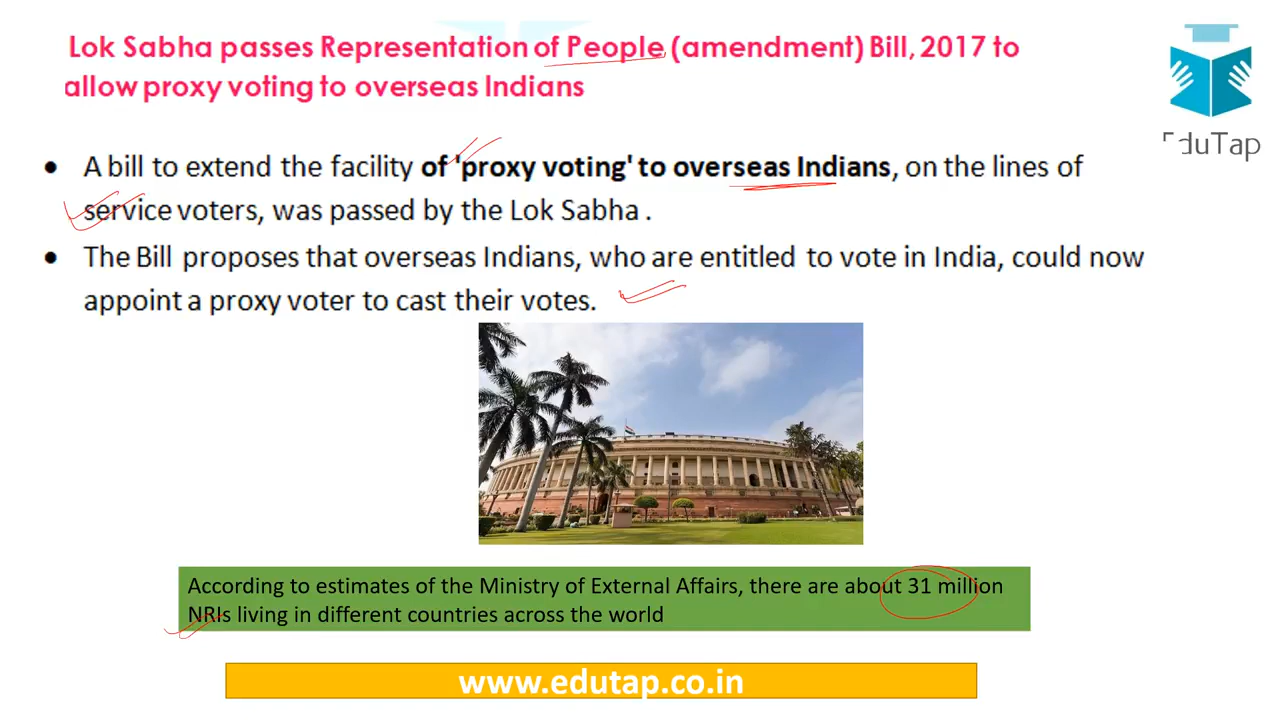 Lok Sabha passes Representation of People (amendment) Bill, 2017 to
allow proxy voting to overseas Indians
EduTap
• A bill to extend the facility of 'proxy voting' to overseas Indians, on the lines of
service voters, was passed by the Lok Sabha .
• The Bill proposes that overseas Indians, who are entitled to vote in India, could now
appoint a proxy voter to cast their votes.
According to estimates of the Ministry of External Affairs, there are about 31 million
NRIs living in different countries across the world
www.edutap.co.in